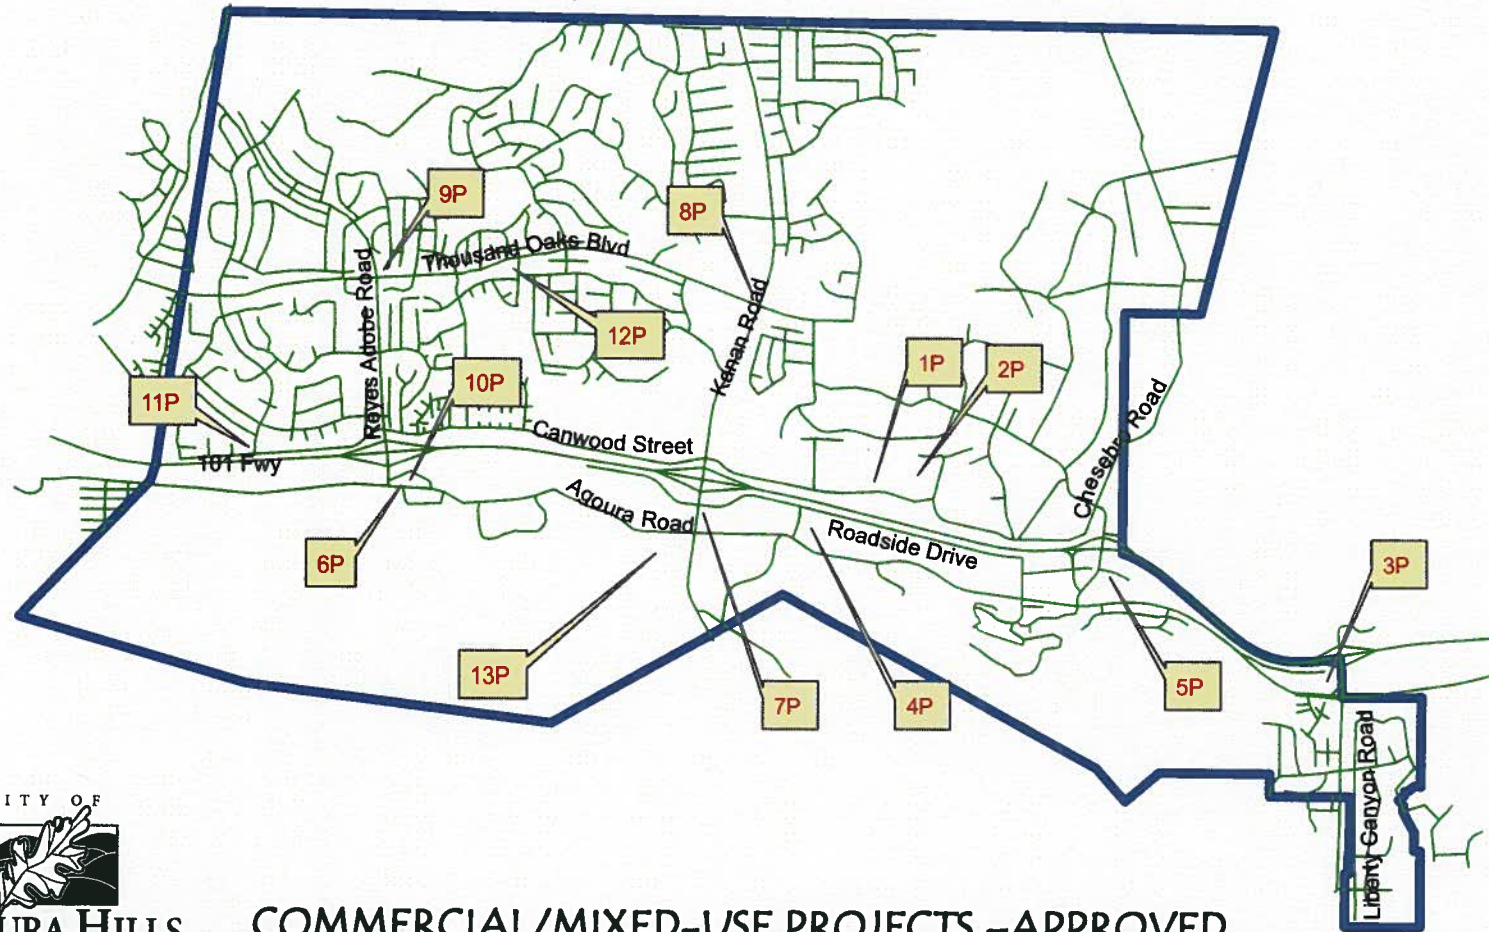 9P
8P
Thousand Oaks Blvd
Reyes Adobe Road
12P
Kanan Road
1P
2P
10P
11P
Chesebro Road
Canwood Street
101 Fwy
Agoura Road
Roadside Drive
6P
3P
13P
7P
4P
5P
Liberty Canyon Road
ITY OF
URA HILLS
COMMERCIAL/MIXED-USE PROJECTS -APPROVED